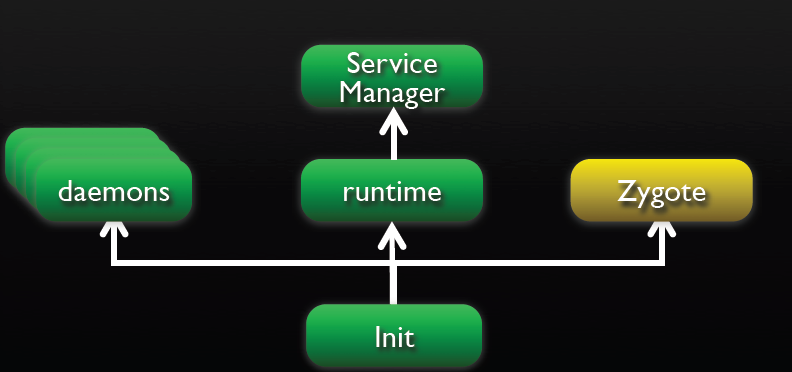 Service
Manager
daemons
runtime
Zygote
Init